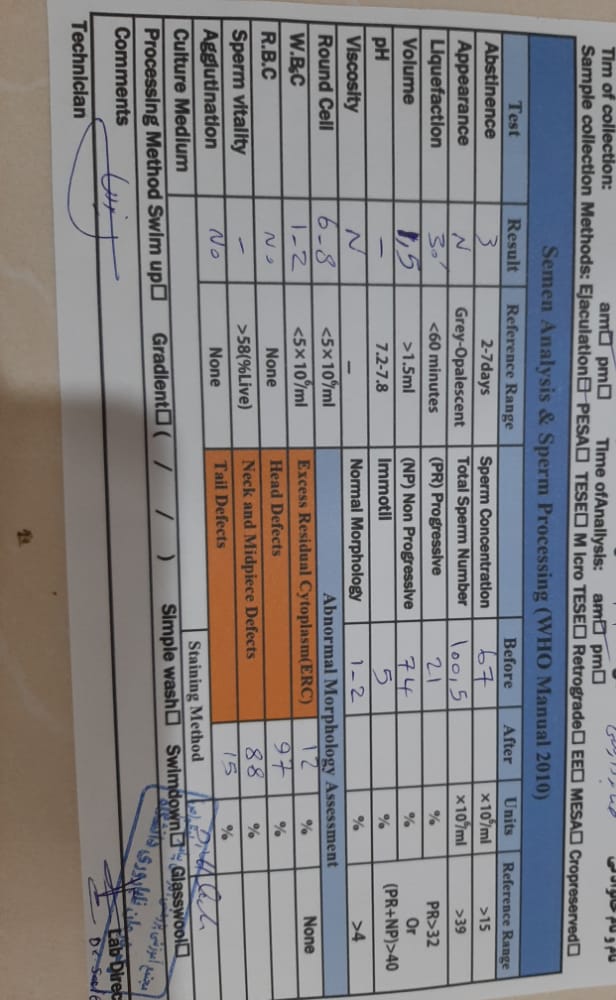 Tim of collection: am□ pm□ Time ofAnallysis: am□ pm□
Sample collection Methods: Ejaculation□ PESA□ TESE□ M icro TESE□ Retrograde□ EE□ MESA□ Cropreserved□
Semen Analysis & Sperm Processing (WHO Manual 2010)
Test Result Reference Range Before After Units Reference Range
Abstinence 3 2-7days Sperm Concentration 67 ×10⁶/ml >15
Appearance N Grey-Opalescent Total Sperm Number 100,5 ×10⁶/ml >39
Liquefaction 30' <60 minutes (PR) Progressive 21 % PR>32
Volume 1,5 >1.5ml (NP) Non Progressive 74 % Or
pH - 7.2-7.8 Immotil 5 % (PR+NP)>40
Viscosity N - Normal Morphology 1-2 % >4
Round Cell 6-8 <5×10⁶/ml Abnormal Morphology Assessment
W.B.C 1-2 <5×10⁶/ml Excess Residual Cytoplasm(ERC) 12 % None
R.B.C No None Head Defects 97 %
Sperm vitality - >58(%Live) Neck and Midpiece Defects 88 %
Agglutination No None Tail Defects 15 %
Culture Medium Staining Method
Processing Method Swim up□ Gradient□ ( / / ) Simple wash□ Swimdown□ Glasswool□
Comments
Technician Lab Direc